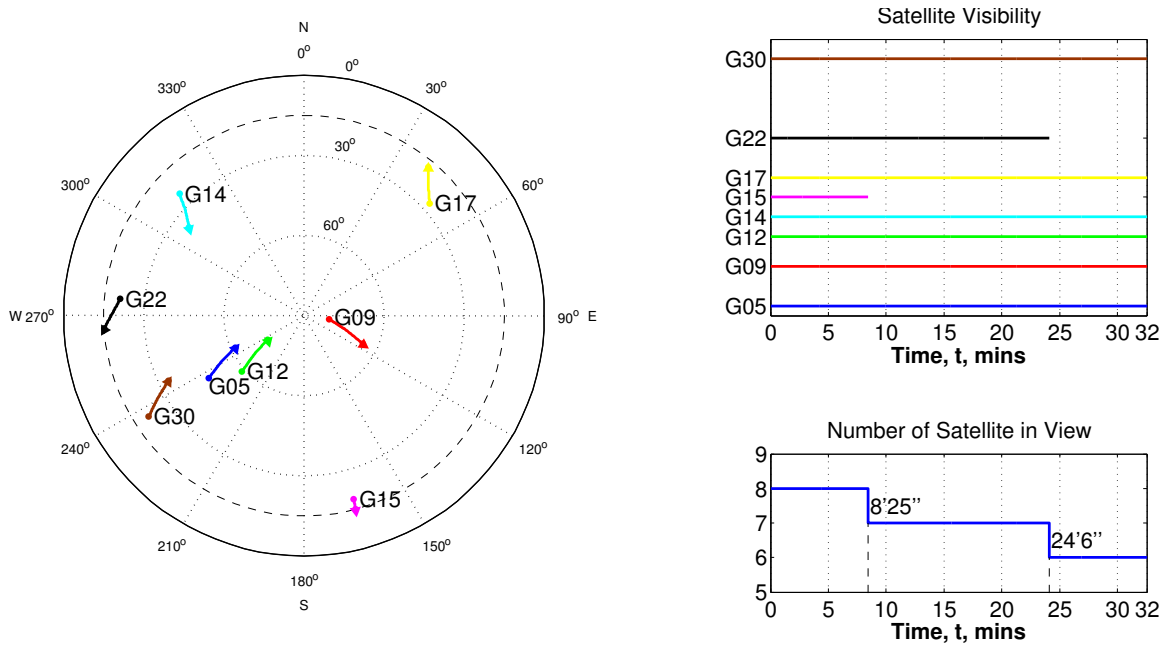 N
0°
0°
330°
30°
30°
300°
60°
60°
G14
G17
G22
W 270°
G09
90° E
G12
G05
G30
240°
120°
G15
210°
150°
180°
S
Satellite Visibility
G30
G22
G17
G15
G14
G12
G09
G05
0 5 10 15 20 25 30 32
Time, t, mins
Number of Satellite in View
9
8
8'25''
7
24'6''
6
5
0 5 10 15 20 25 30 32
Time, t, mins